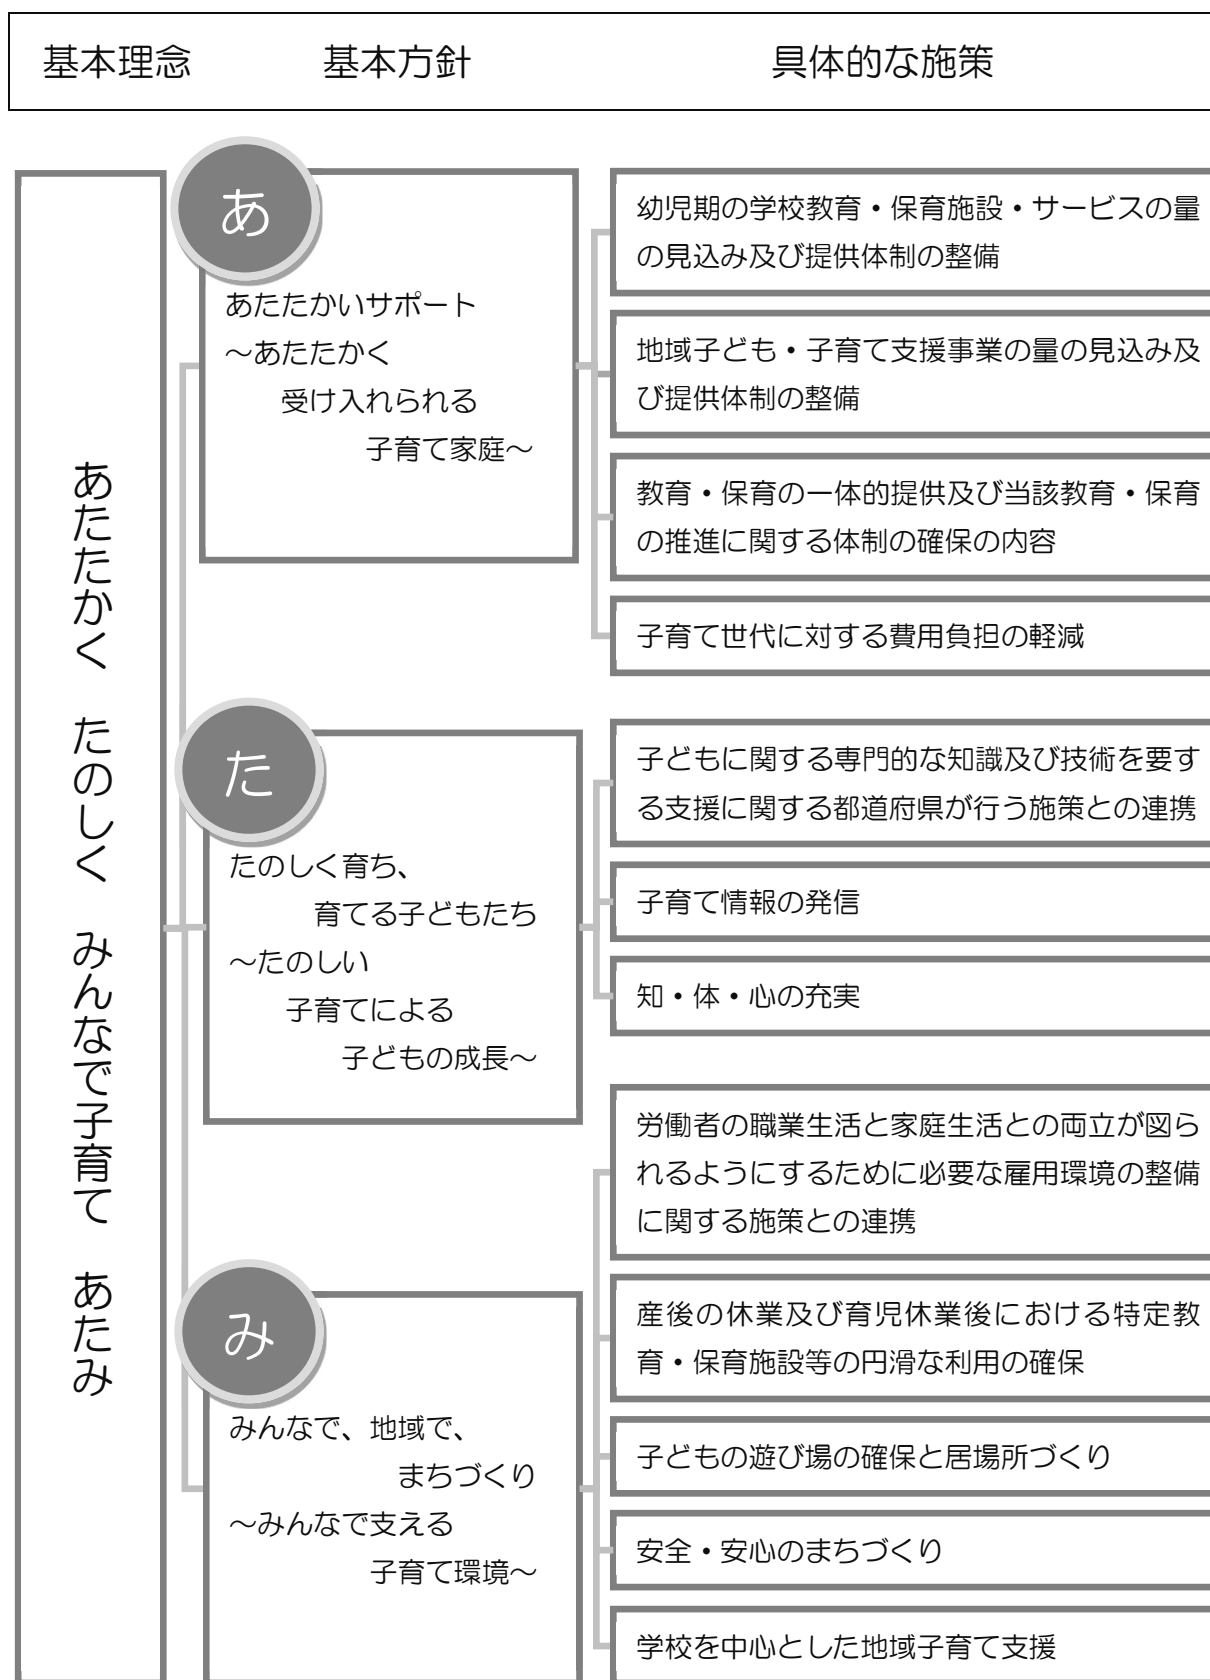 基本理念 基本方針 具体的な施策
あたたかく たのしく みんなで子育て あたみ
あ
あたたかいサポート
～あたたかく
受け入れられる
子育て家庭～
幼児期の学校教育・保育施設・サービスの量
の見込み及び提供体制の整備
地域子ども・子育て支援事業の量の見込み及
び提供体制の整備
教育・保育の一体的提供及び当該教育・保育
の推進に関する体制の確保の内容
子育て世代に対する費用負担の軽減
た
たのしく育ち、
育てる子どもたち
～たのしい
子育てによる
子どもの成長～
子どもに関する専門的な知識及び技術を要す
る支援に関する都道府県が行う施策との連携
子育て情報の発信
知・体・心の充実
み
みんなで、地域で、
まちづくり
～みんなで支える
子育て環境～
労働者の職業生活と家庭生活との両立が図ら
れるようにするために必要な雇用環境の整備
に関する施策との連携
産後の休業及び育児休業後における特定教
育・保育施設等の円滑な利用の確保
子どもの遊び場の確保と居場所づくり
安全・安心のまちづくり
学校を中心とした地域子育て支援